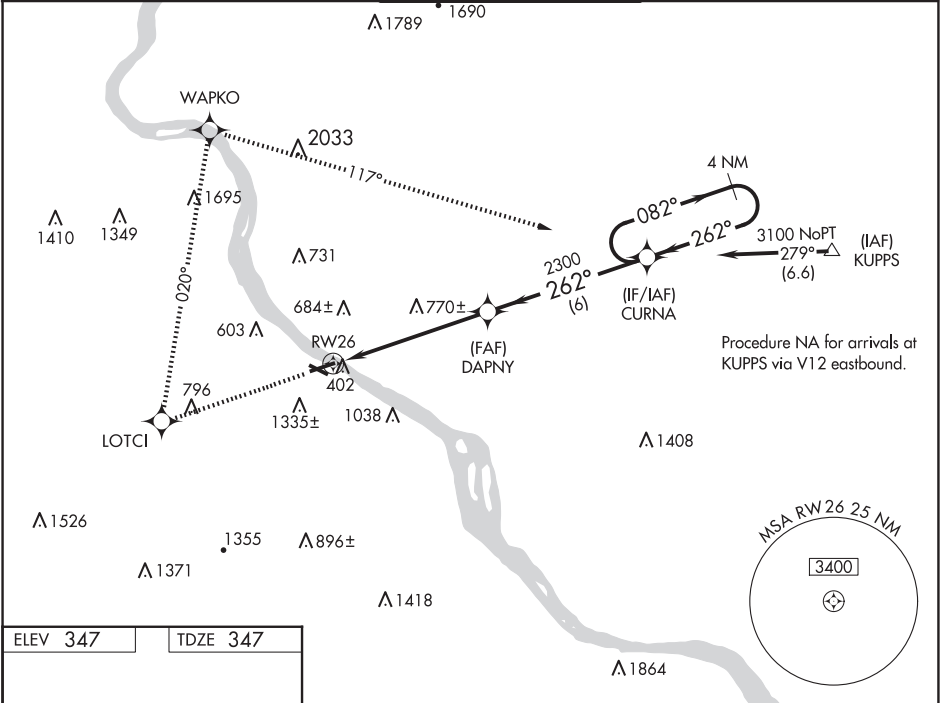 1690
1789
WAPKO
2033
117°
4 NM
1695
082°
262°
3100 NoPT
279°
(6.6)
(IAF)
KUPPS
1410
1349
731
2300
262°
(6)
(IF/IAF)
CURNA
020°
684±
770±
603
RW26
(FAF)
DAPNY
Procedure NA for arrivals at
KUPPS via V12 eastbound.
402
796
1335±
1038
LOTCI
1408
1526
1355
896±
1371
1418
MSA RW26 25 NM
3400
ELEV 347
TDZE 347
1864